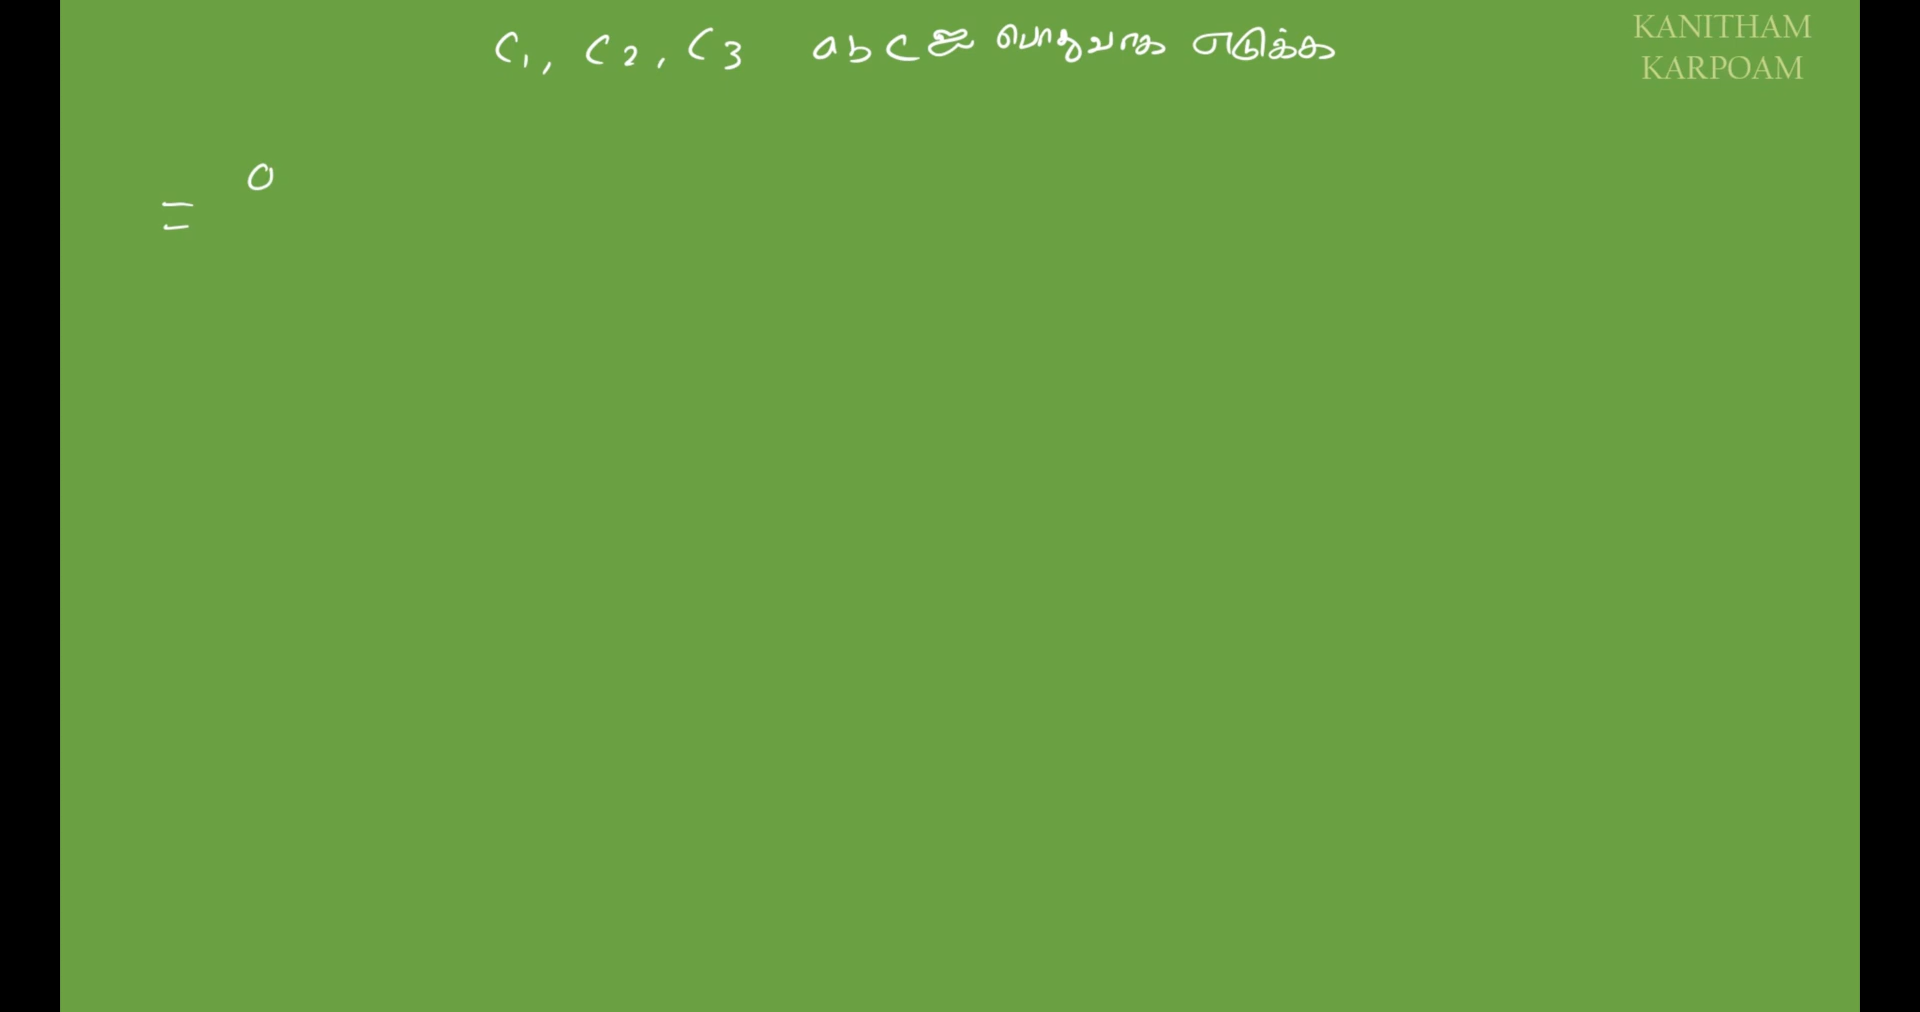 C₁, C₂, C₃ abc ஐ பொதுவாக எடுக்க
KANITHAM
KARPOAM
= 0